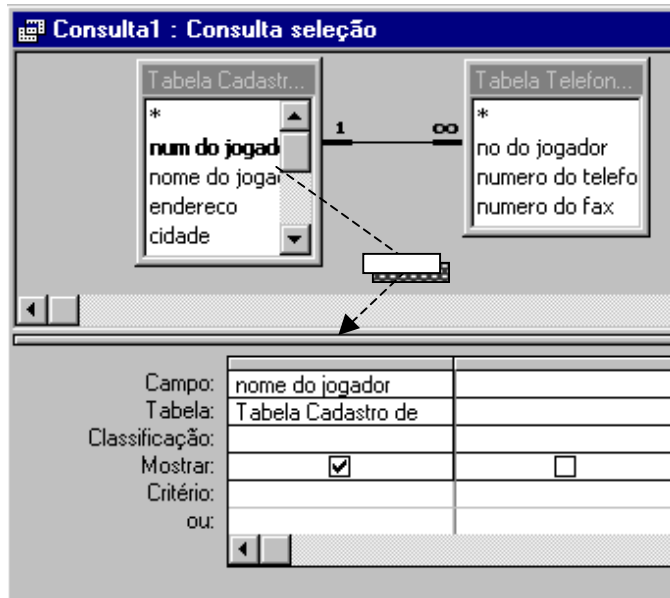 Consulta1 : Consulta seleção
Tabela Cadastr...
*
num do jogad
nome do joga
endereco
cidade
1 ∞
Tabela Telefon...
*
no do jogador
numero do telefo
numero do fax
Campo: nome do jogador
Tabela: Tabela Cadastro de
Classificação:
Mostrar:
Critério:
ou: